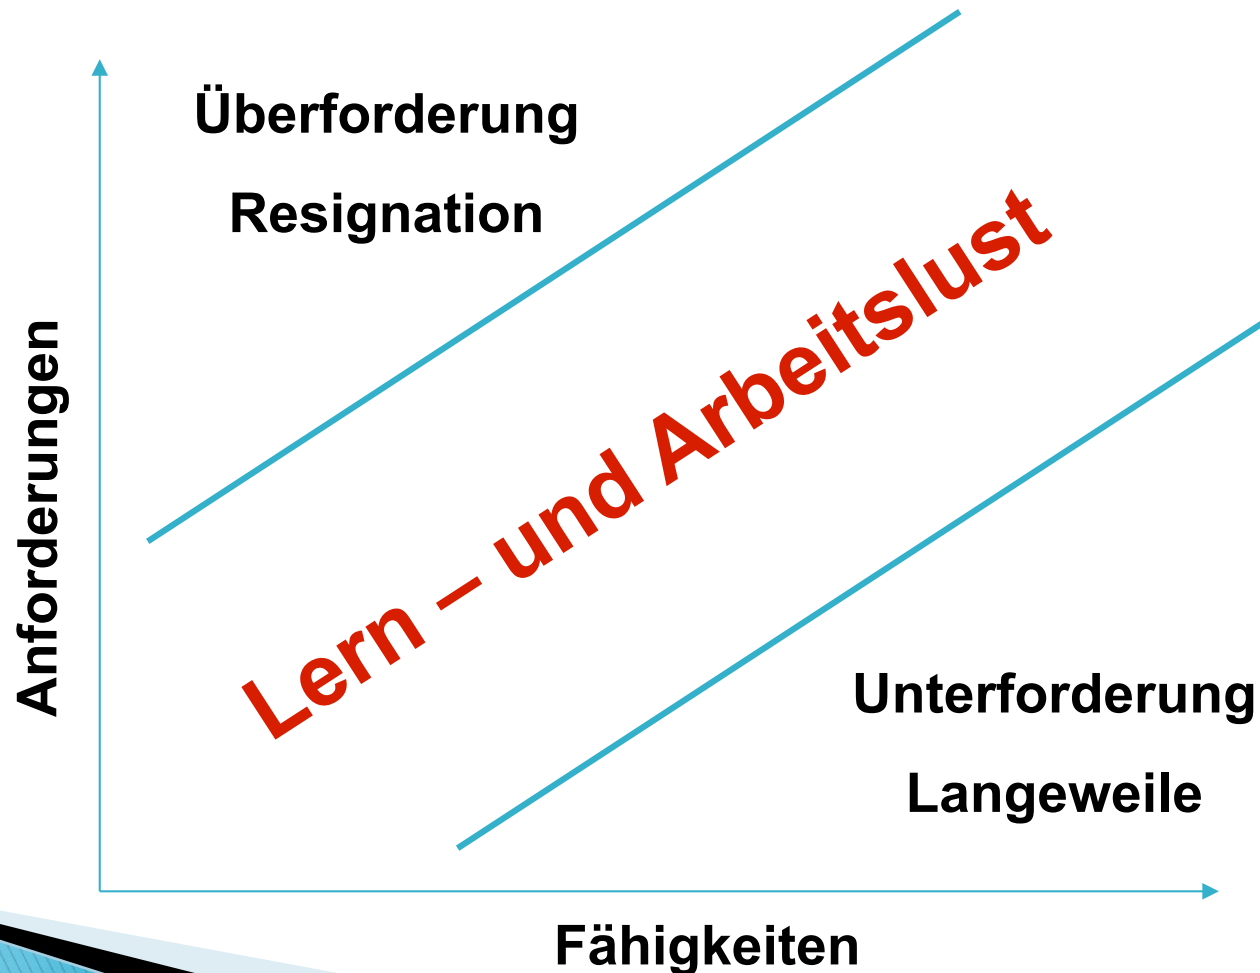 Überforderung
Resignation
Anforderungen
Lern – und Arbeitslust
Unterforderung
Langeweile
Fähigkeiten